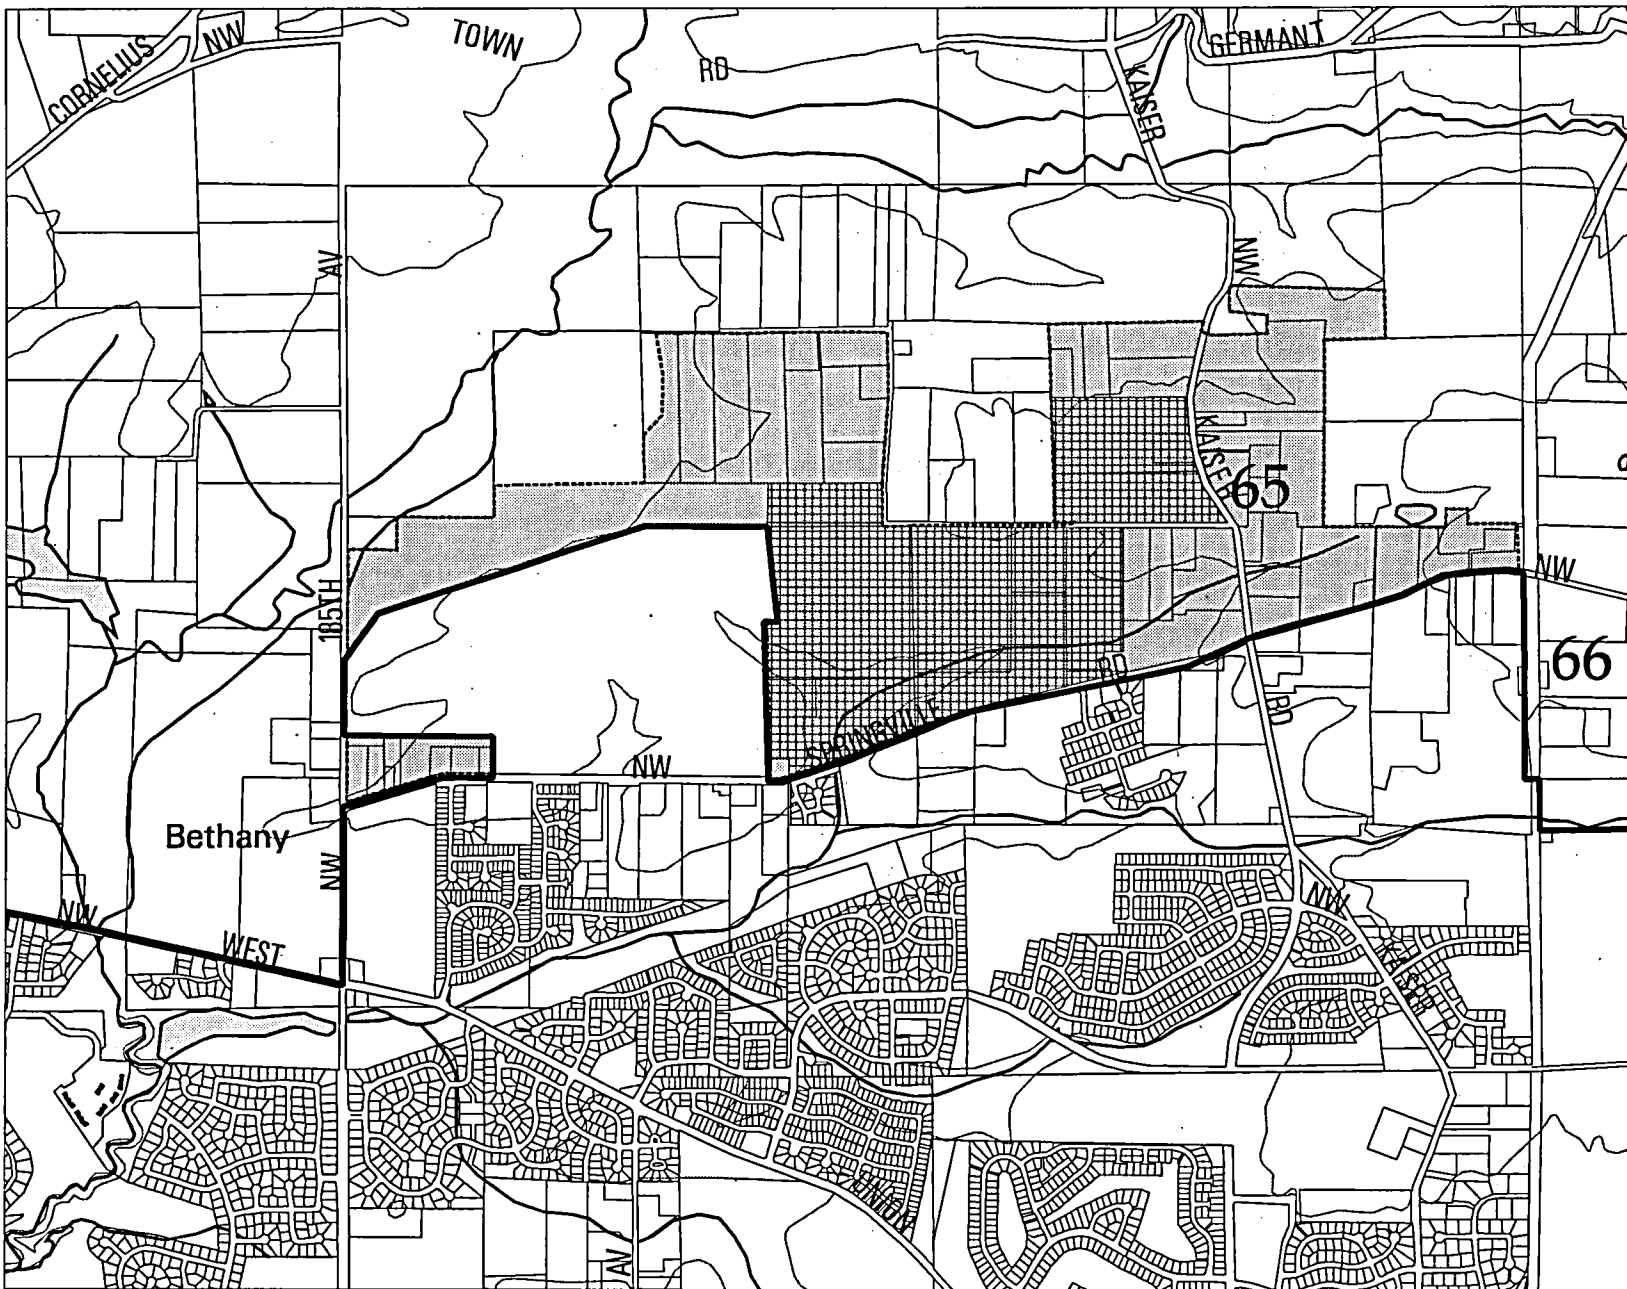 CORNELIUS
NW
TOWN
RD
GERMANT
KAISER
AV
NW
KAISER
65
185TH
NW
66
RD
SPRINGVILLE
RD
NW
Bethany
NW
NW
NW
WEST
KAISER
UNION
AV